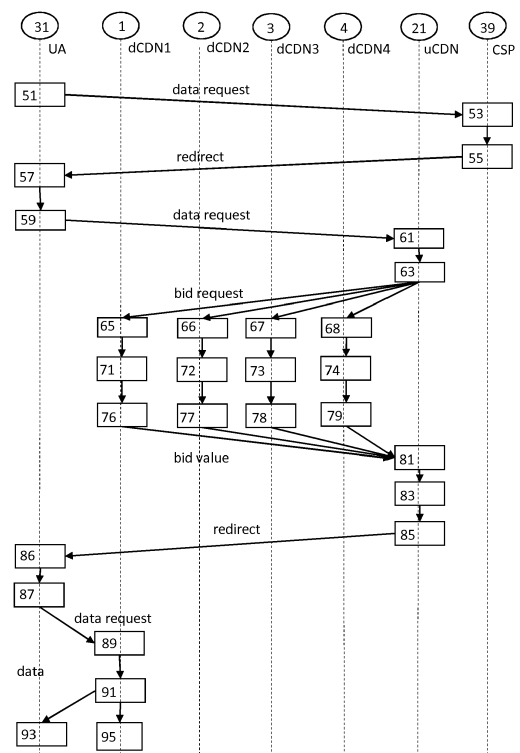 31 1 2 3 4 21 39
UA dCDN1 dCDN2 dCDN3 dCDN4 uCDN CSP
51 data request
53
redirect 55
57
59 data request
61
63
bid request
65 66 67 68
71 72 73 74
76 77 78 79
bid value 81
83
redirect 85
86
87
data request
89
data
91
93 95